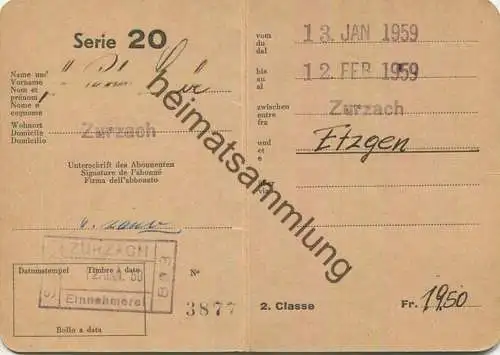 Serie 20
Name und
Vorname
Nom et
prénom
Nome e
cognome
Wohnort
Domicile
Domicilio
Zurzach
Unterschrift des Abonnenten
Signature de l'abonné
Firma dell'abbonato
ZURZACH
Einnehmerei
Datumstempel Timbre à date
Bollo a data
Nº
3877
vom
du
dal
13. JAN 1959
bis
au
al
12. FEB 1959
zwischen
entre
fra
Zurzach
und
et
e
Etzgen
via
2. Classe
Fr. 19.50
heimatsammlung